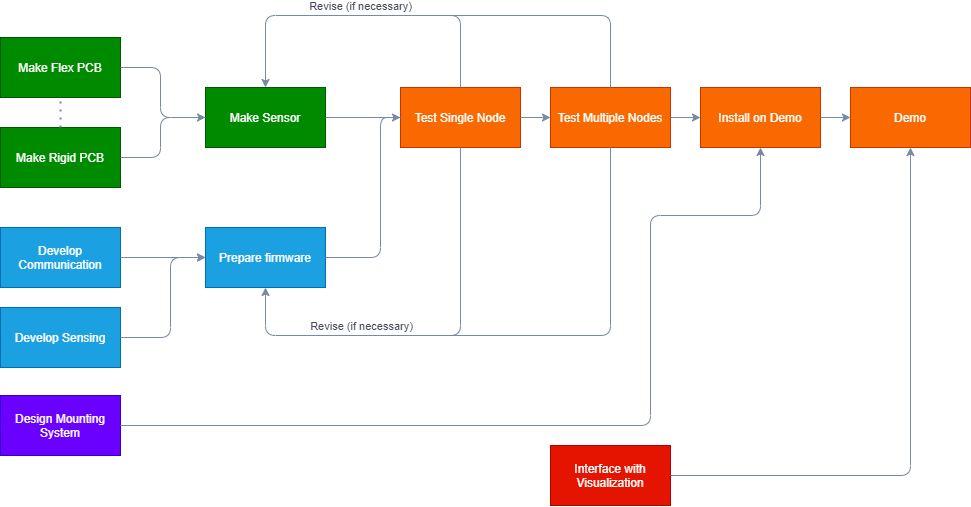 Revise (if necessary)
Make Flex PCB
Make Sensor
Test Single Node
Test Multiple Nodes
Install on Demo
Demo
Make Rigid PCB
Develop
Communication
Prepare firmware
Revise (if necessary)
Develop Sensing
Design Mounting
System
Interface with
Visualization